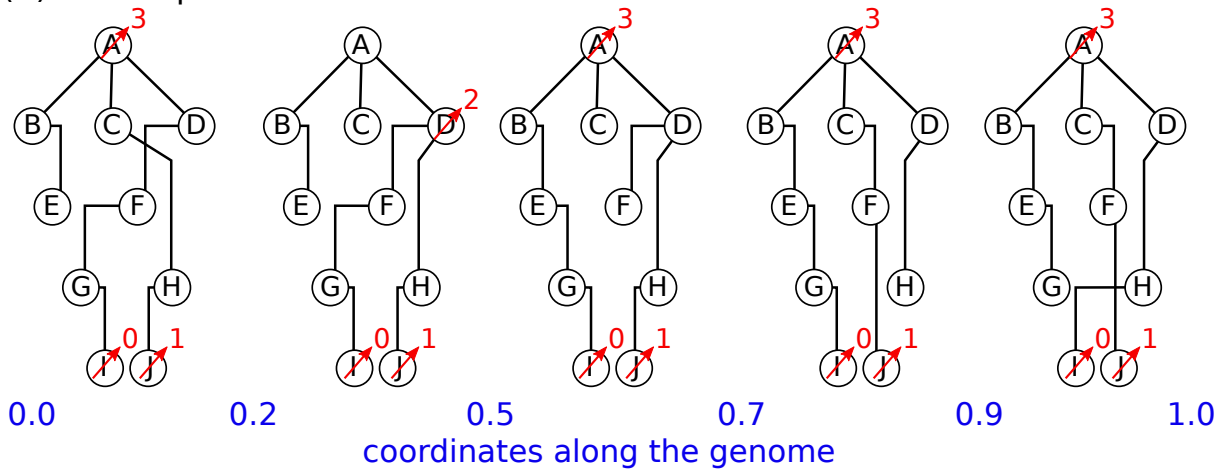 3 3 3 3
A A A A A
2
B C D B C D B C D B C D B C D
E F E F E F E F E F
G H G H G H G H G H
0 1 0 1 0 1 0 1 0 1
I J I J I J I J I J
0.0 0.2 0.5 0.7 0.9 1.0
coordinates along the genome